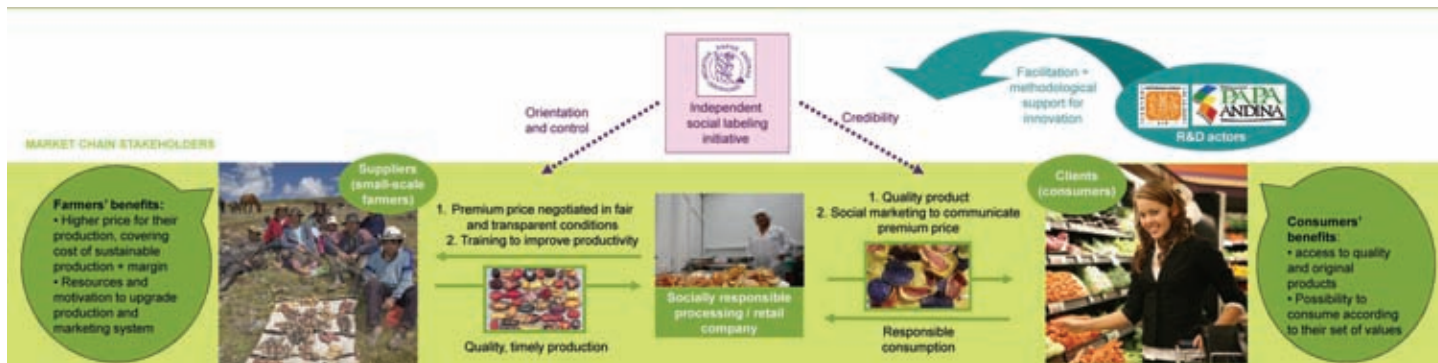 Independent
social labeling
initiative
Orientation
and control
Credibility
Facilitation +
methodological
support for
innovation
PAPA
ANDINA
R&D actors
MARKET CHAIN STAKEHOLDERS
Farmers' benefits:
• Higher price for their
production, covering
cost of sustainable
production + margin
• Resources and
motivation to upgrade
production and
marketing system
Suppliers
(small-scale
farmers)
1. Premium price negotiated in fair
and transparent conditions
2. Training to improve productivity
Quality, timely production
Socially responsible
processing / retail
company
1. Quality product
2. Social marketing to communicate
premium price
Responsible
consumption
Clients
(consumers)
Consumers'
benefits:
• access to quality
and original
products
• Possibility to
consume according
to their set of values